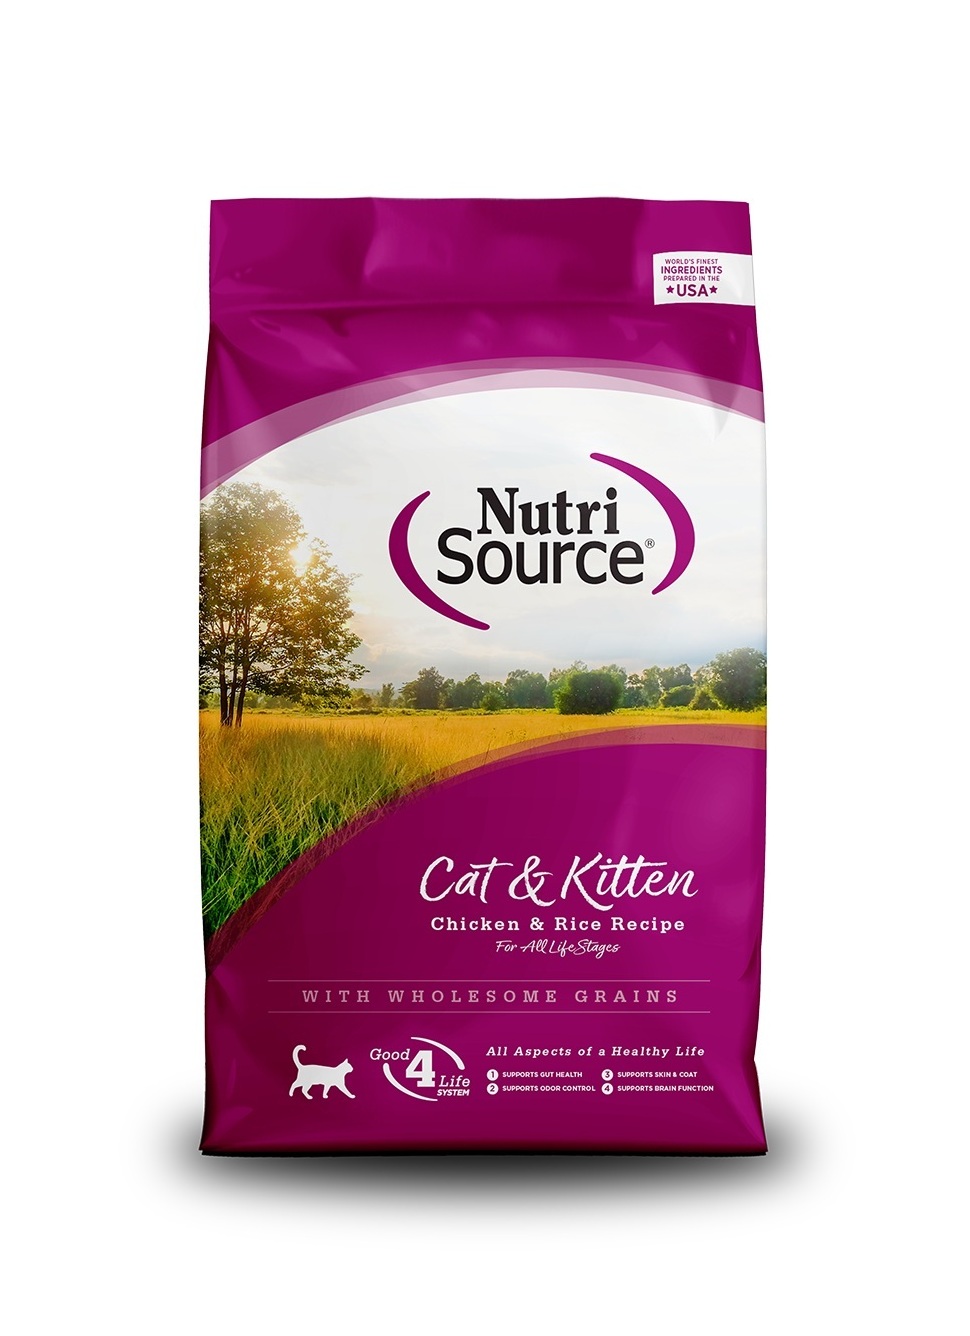 WORLD'S FINEST
INGREDIENTS
PREPARED IN THE
★USA★
Nutri
Source®
Cat & Kitten
Chicken & Rice Recipe
For All Life Stages
WITH WHOLESOME GRAINS
Good 4 Life
SYSTEM
All Aspects of a Healthy Life
1 SUPPORTS GUT HEALTH
2 SUPPORTS ODOR CONTROL
3 SUPPORTS SKIN & COAT
4 SUPPORTS BRAIN FUNCTION